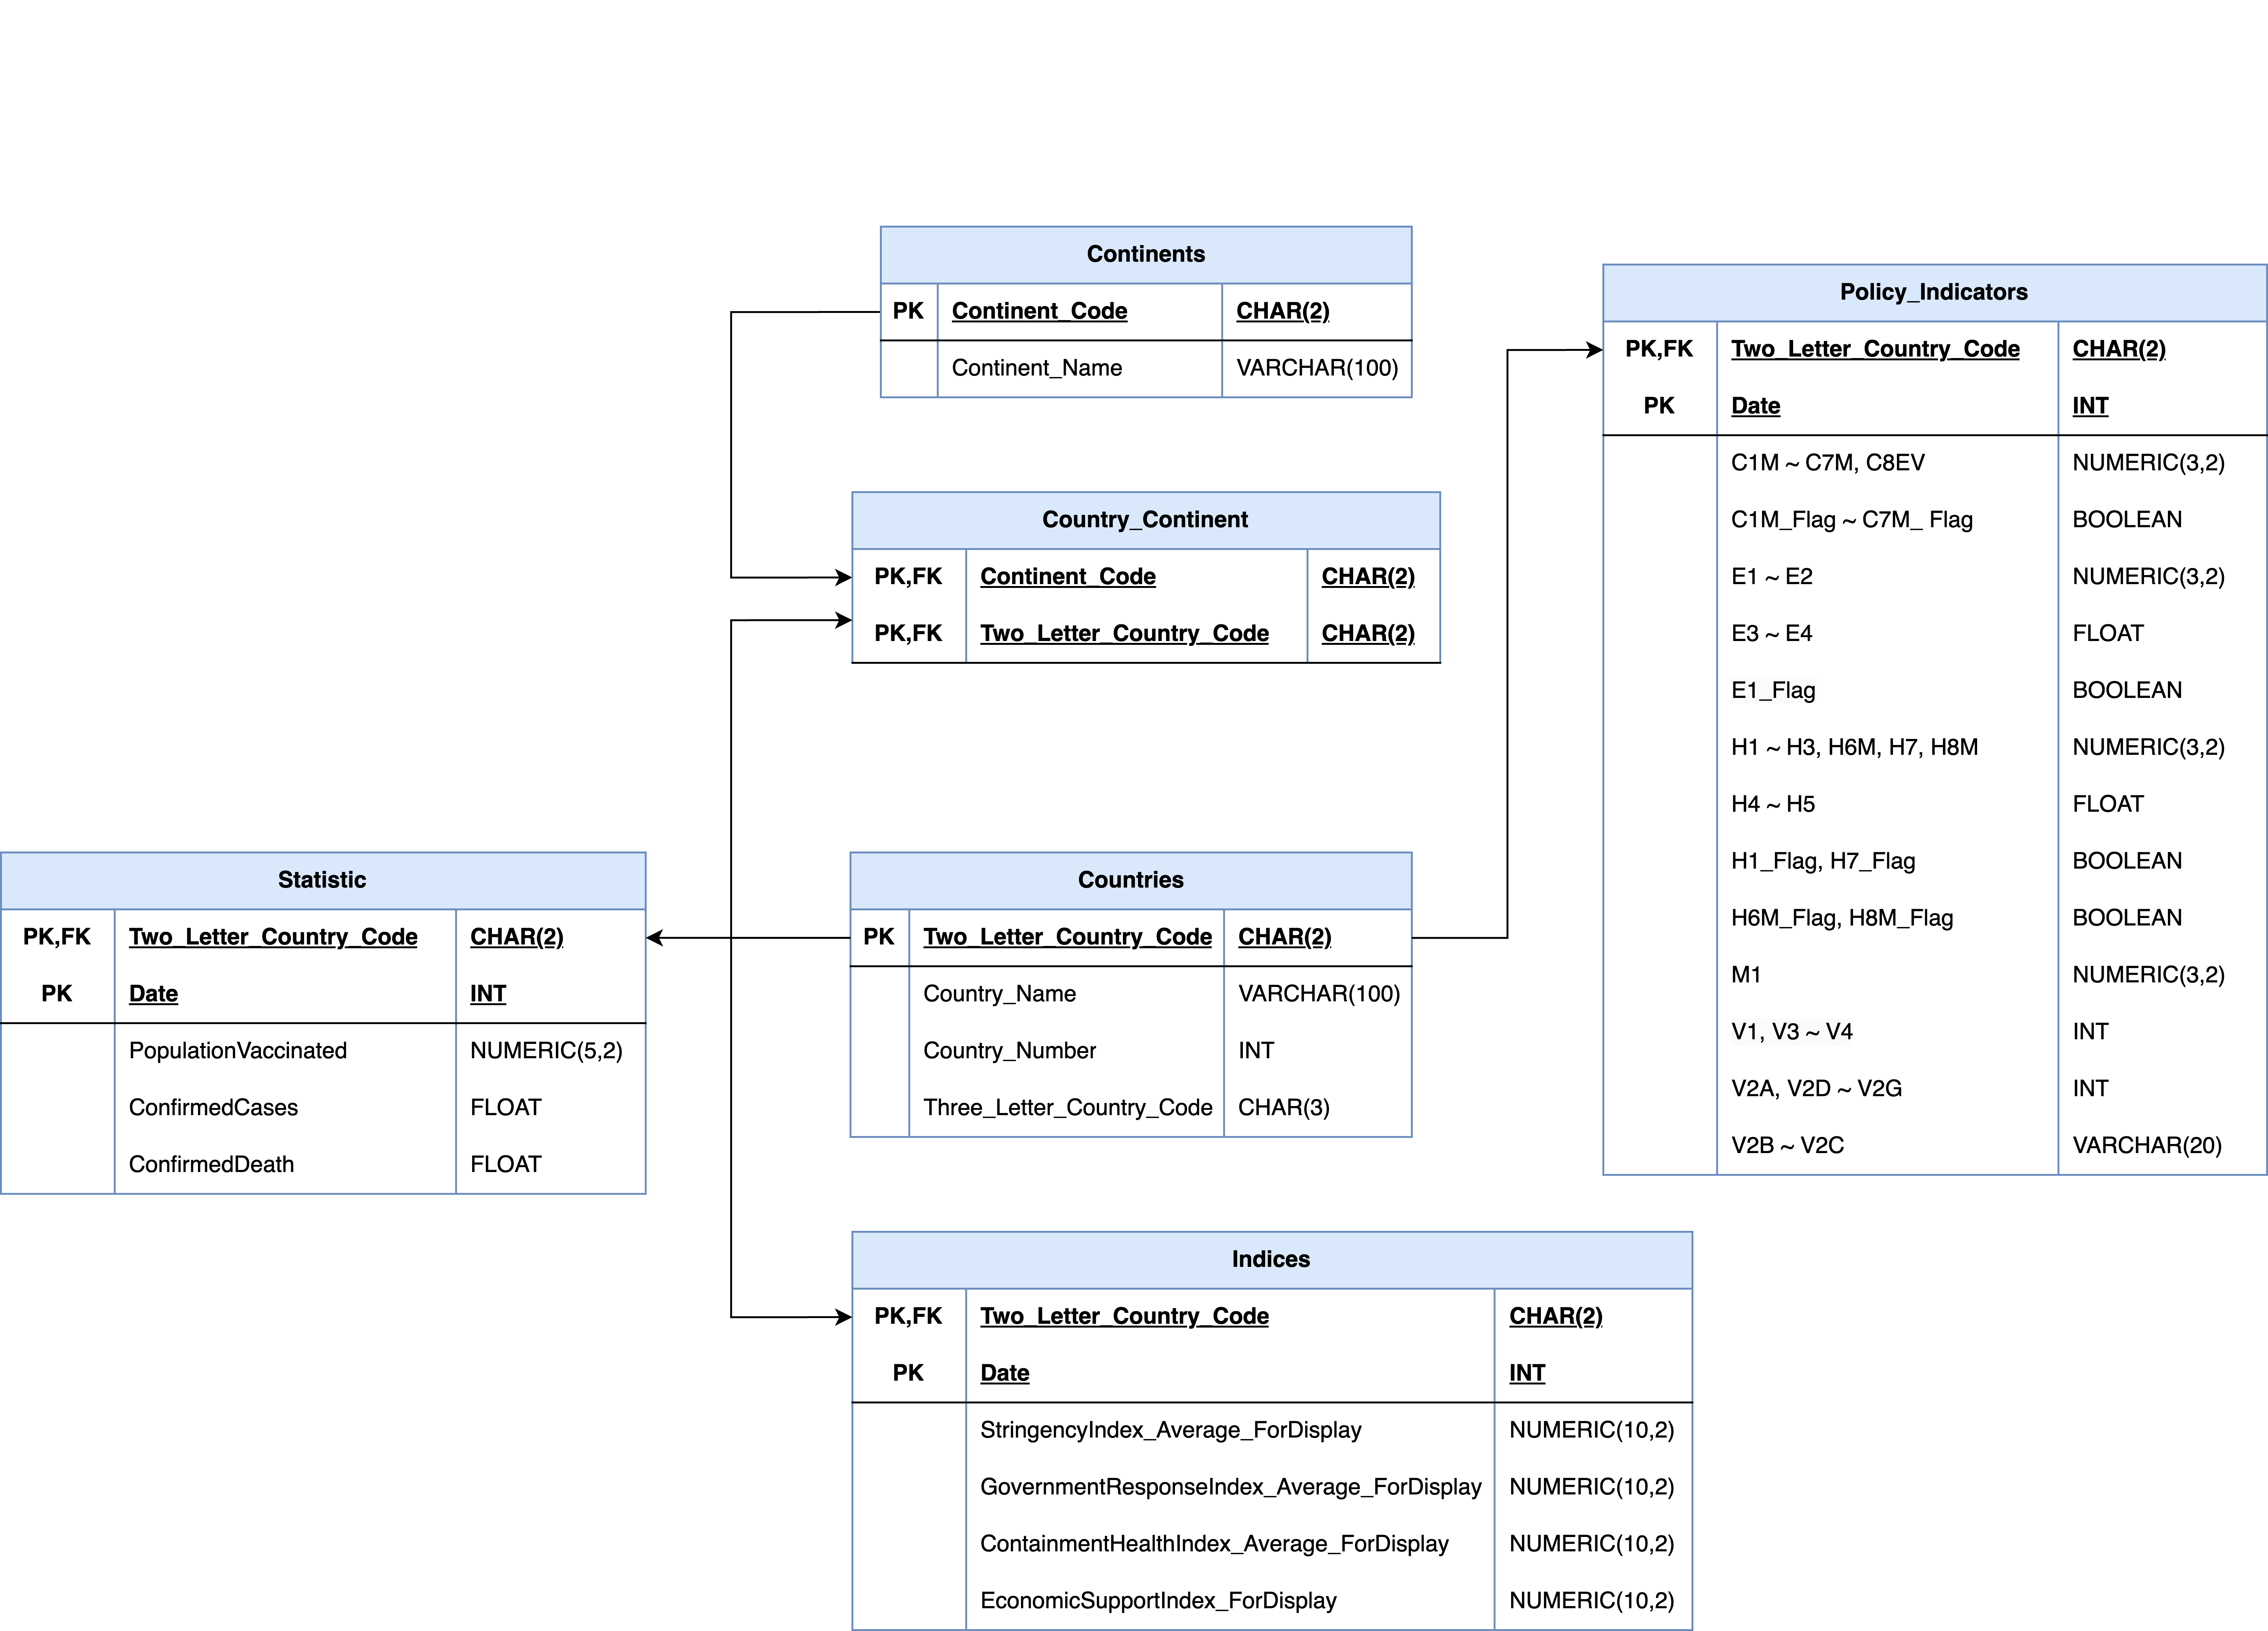 Continents
PK Continent_Code CHAR(2)
Continent_Name VARCHAR(100)
Policy_Indicators
PK,FK Two_Letter_Country_Code CHAR(2)
PK Date INT
C1M ~ C7M, C8EV NUMERIC(3,2)
C1M_Flag ~ C7M_ Flag BOOLEAN
E1 ~ E2 NUMERIC(3,2)
E3 ~ E4 FLOAT
E1_Flag BOOLEAN
H1 ~ H3, H6M, H7, H8M NUMERIC(3,2)
H4 ~ H5 FLOAT
H1_Flag, H7_Flag BOOLEAN
H6M_Flag, H8M_Flag BOOLEAN
M1 NUMERIC(3,2)
V1, V3 ~ V4 INT
V2A, V2D ~ V2G INT
V2B ~ V2C VARCHAR(20)
Country_Continent
PK,FK Continent_Code CHAR(2)
PK,FK Two_Letter_Country_Code CHAR(2)
Statistic
PK,FK Two_Letter_Country_Code CHAR(2)
PK Date INT
PopulationVaccinated NUMERIC(5,2)
ConfirmedCases FLOAT
ConfirmedDeath FLOAT
Countries
PK Two_Letter_Country_Code CHAR(2)
Country_Name VARCHAR(100)
Country_Number INT
Three_Letter_Country_Code CHAR(3)
Indices
PK,FK Two_Letter_Country_Code CHAR(2)
PK Date INT
StringencyIndex_Average_ForDisplay NUMERIC(10,2)
GovernmentResponseIndex_Average_ForDisplay NUMERIC(10,2)
ContainmentHealthIndex_Average_ForDisplay NUMERIC(10,2)
EconomicSupportIndex_ForDisplay NUMERIC(10,2)